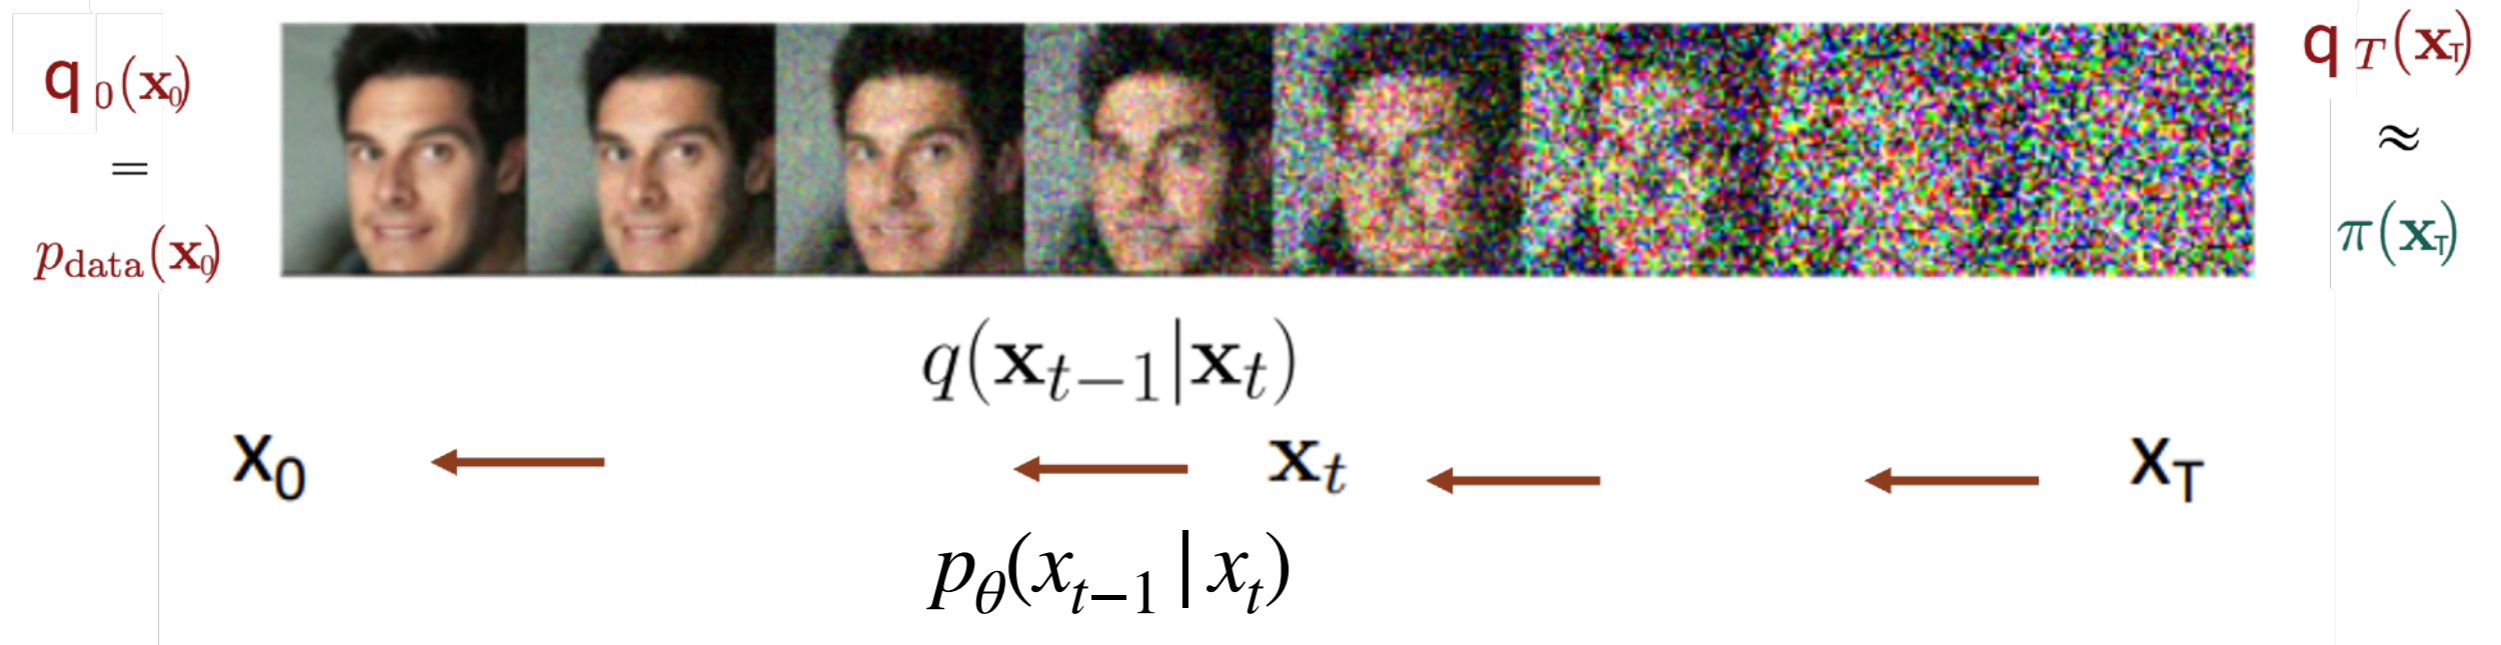 q₀(𝐱₀)
=
p_data(𝐱₀)
q_T(𝐱_T)
≈
π(𝐱_T)
q(𝐱_{t−1}|𝐱_t)
x₀ ← ← 𝐱_t ← ← x_T
p_θ(x_{t−1} | x_t)